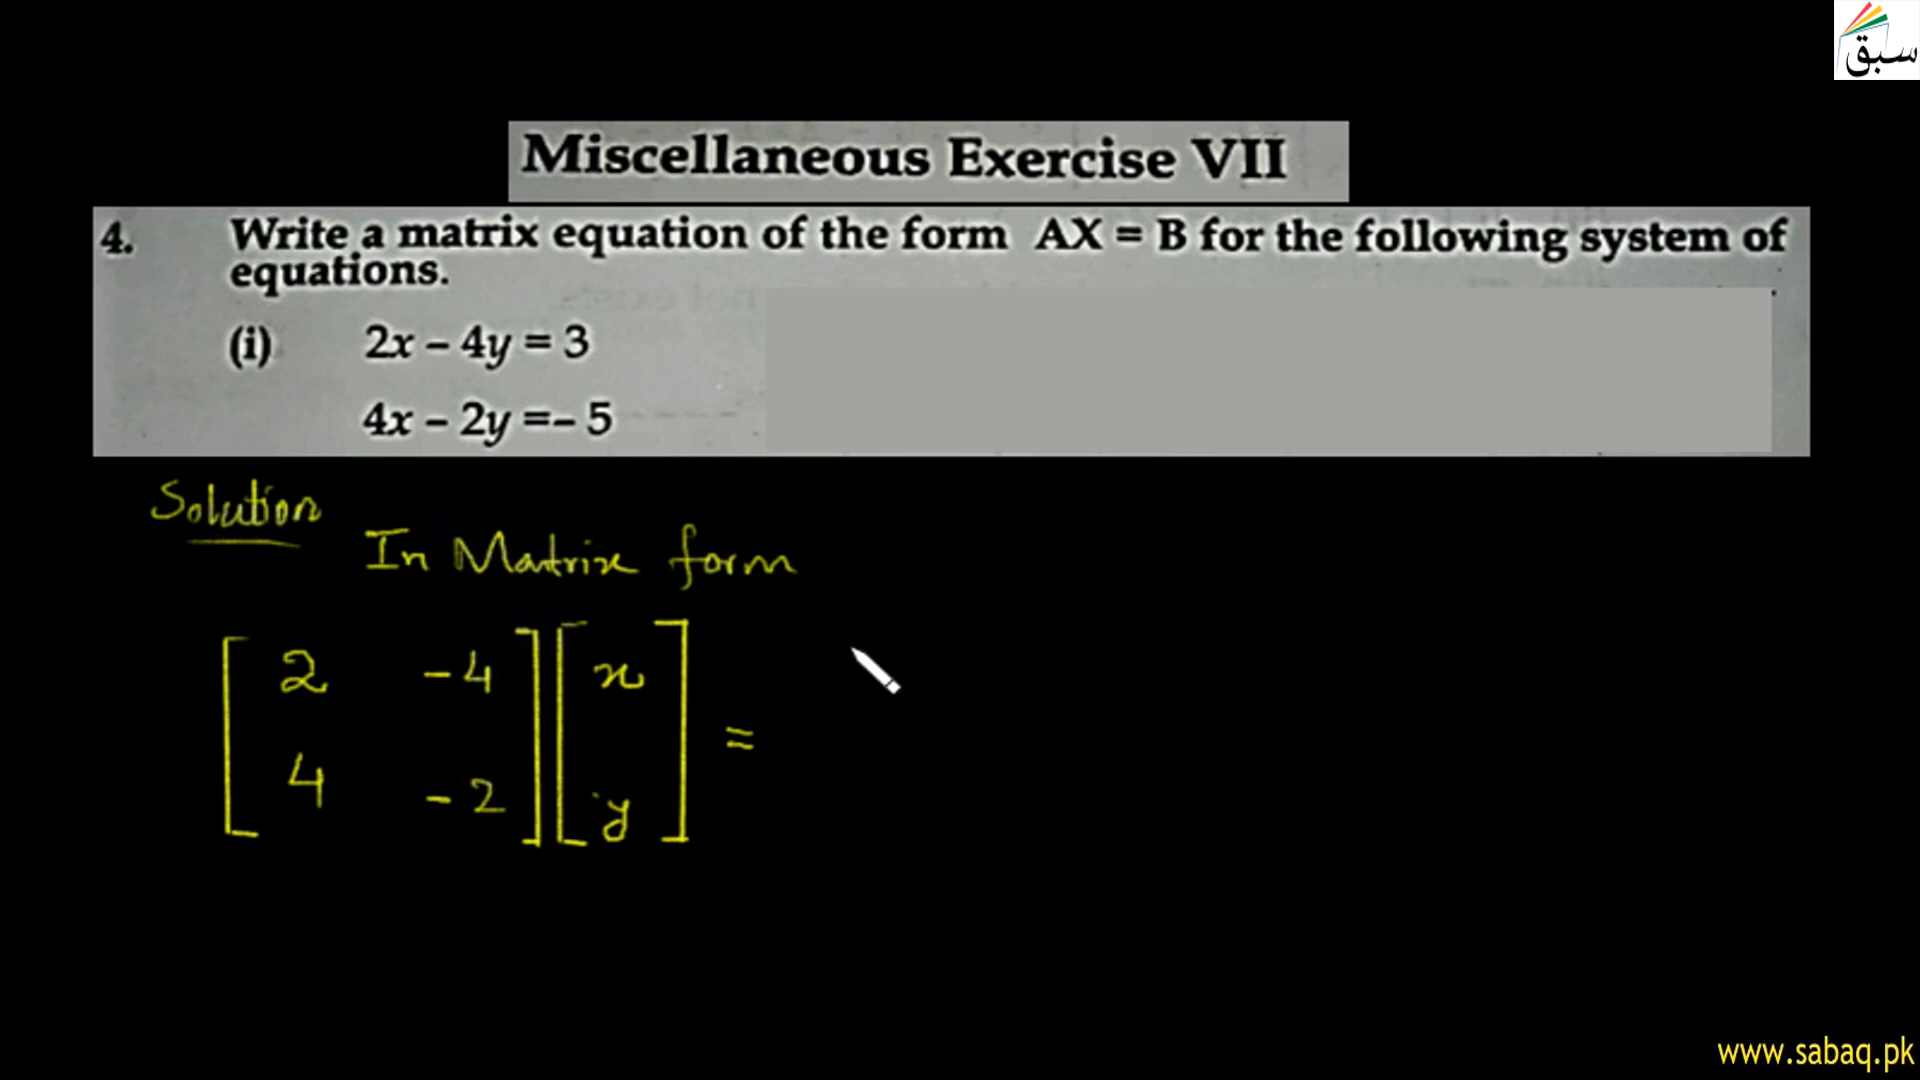 سبق
Miscellaneous Exercise VII
4. Write a matrix equation of the form AX = B for the following system of
equations.
(i) 2x – 4y = 3
4x – 2y =– 5
Solution
In Matrix form
[ 2 -4 ] [ x ] =
[ 4 -2 ] [ y ]
www.sabaq.pk